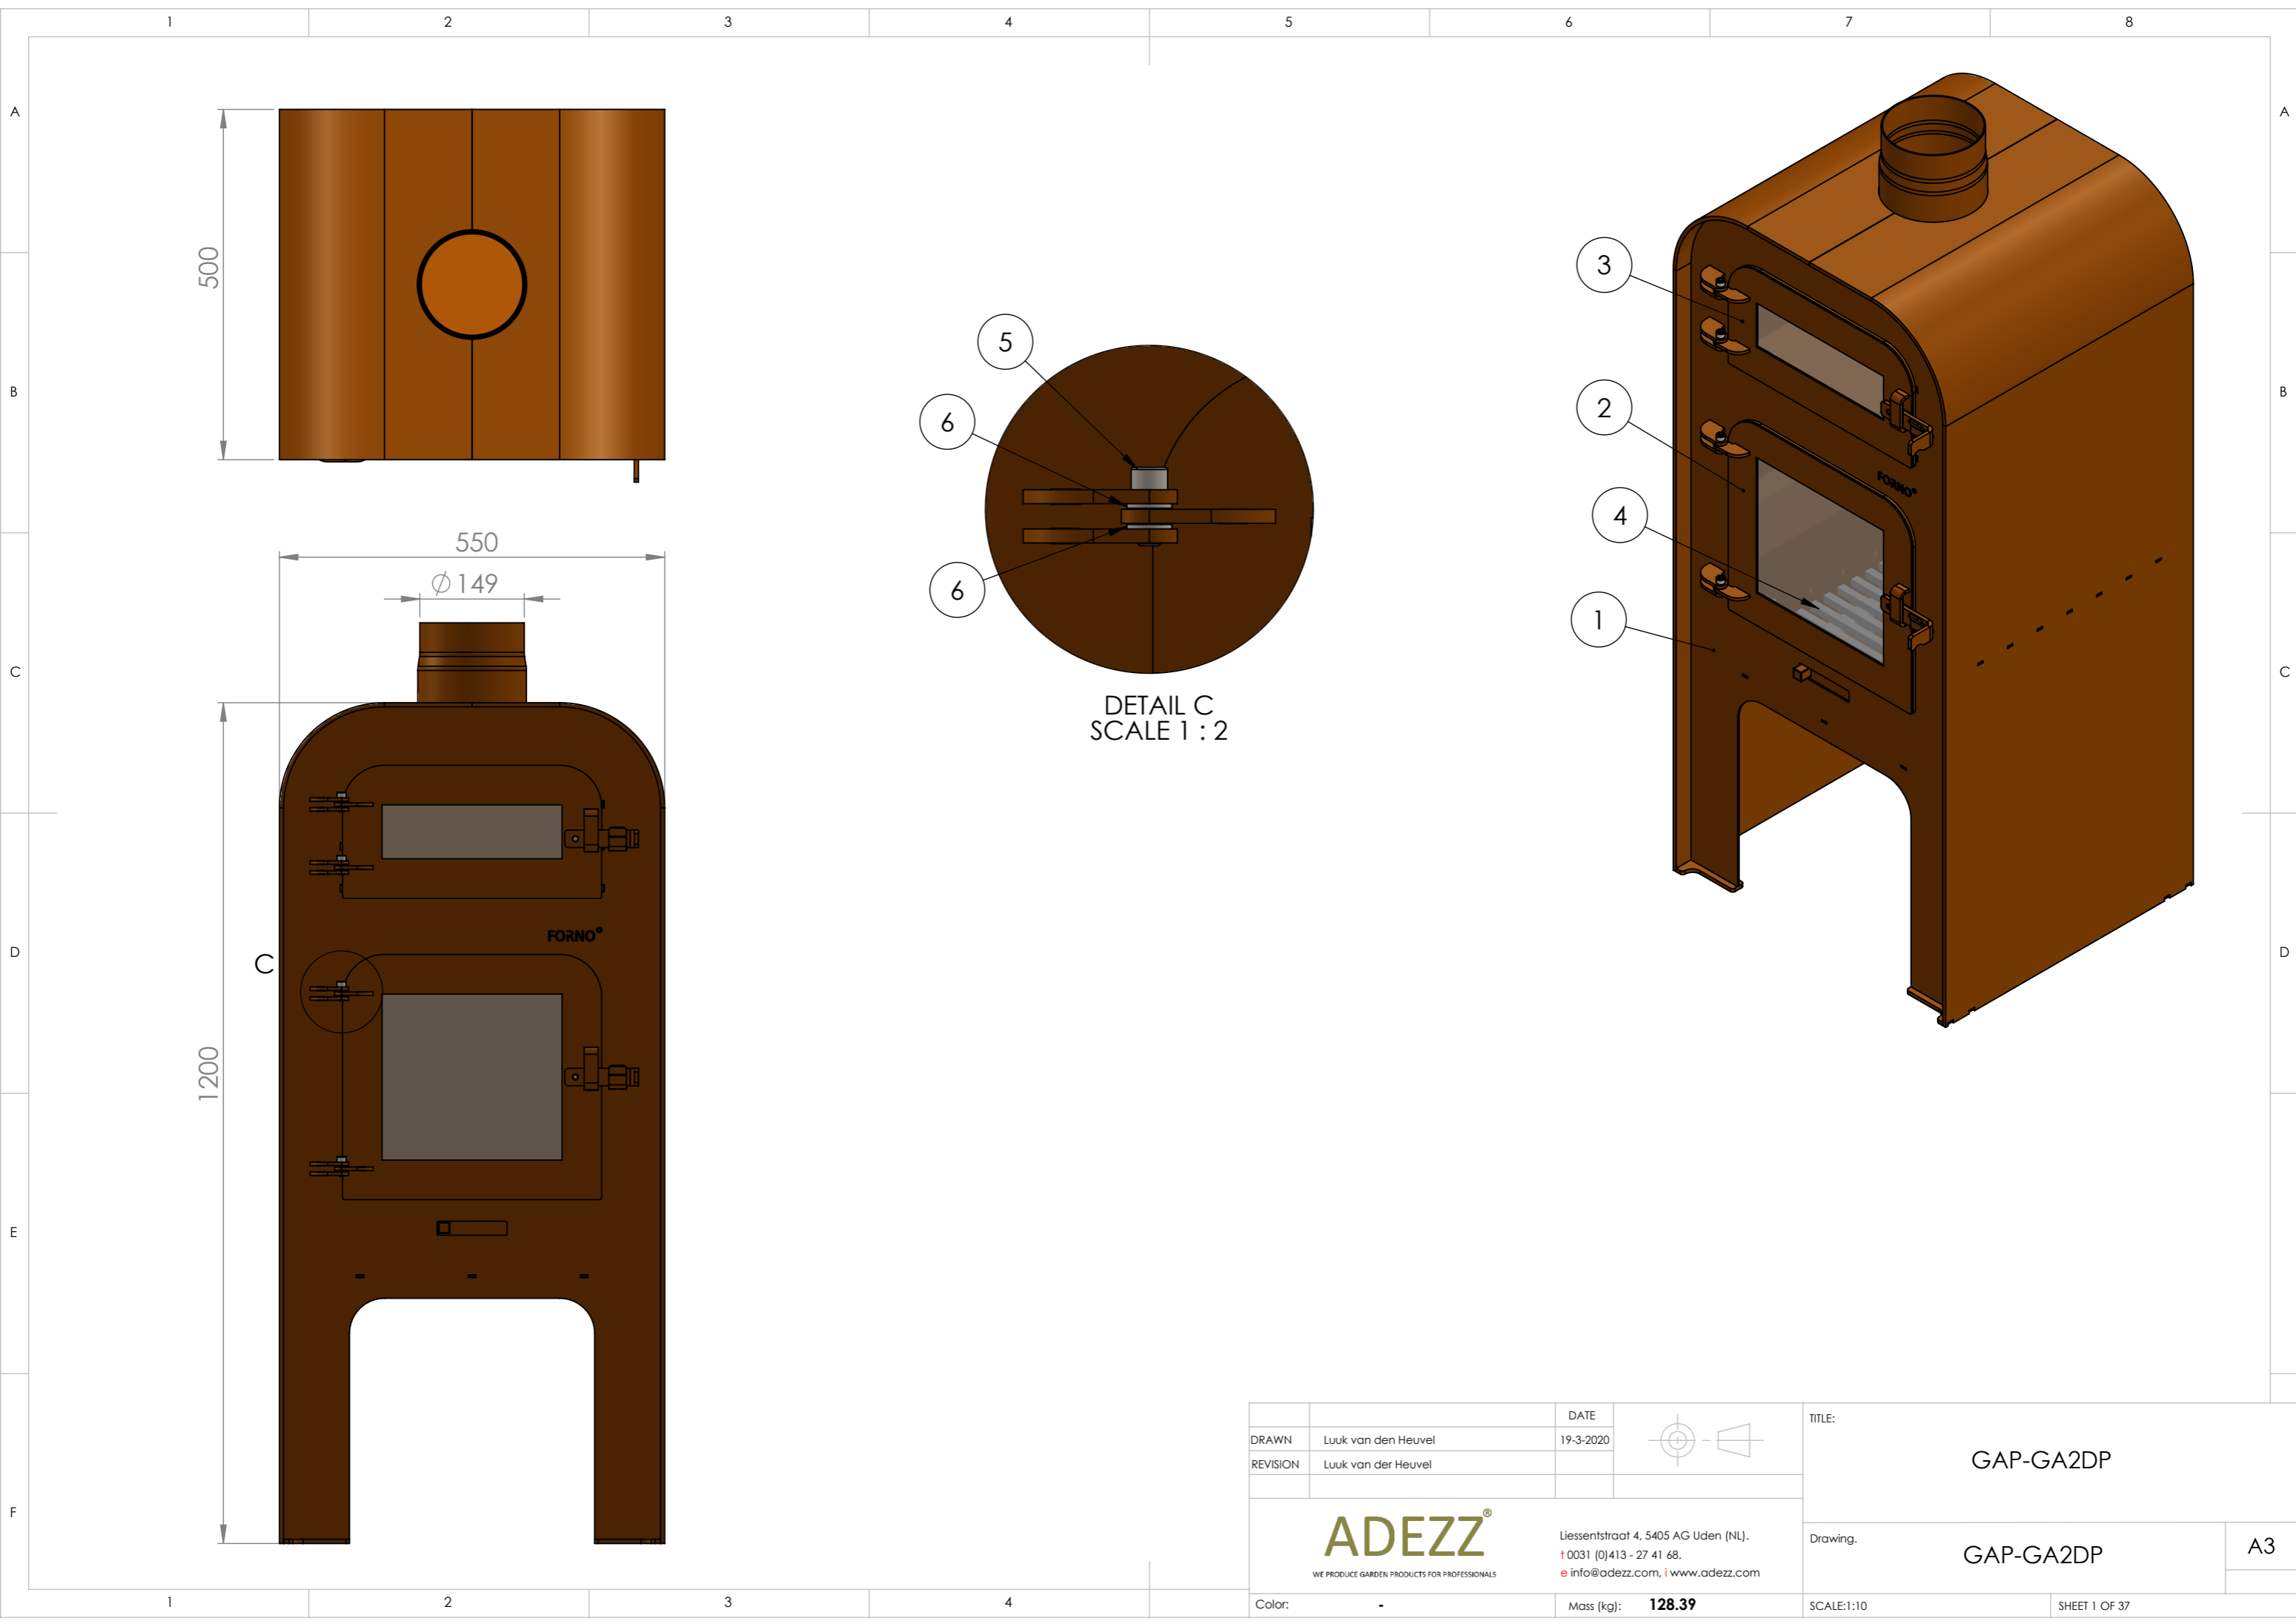 1 2 3 4 5 6 7 8
A A
B B
C C
D D
E
F
500
550
Ø 149
1200
C
FORNO°
5
6
6
DETAIL C
SCALE 1 : 2
3
2
4
1
FORNO°
DATE
DRAWN Luuk van den Heuvel 19-3-2020
REVISION Luuk van der Heuvel
TITLE:
GAP-GA2DP
ADEZZ®
WE PRODUCE GARDEN PRODUCTS FOR PROFESSIONALS
Liessentstraat 4, 5405 AG Uden (NL).
t 0031 (0)413 - 27 41 68.
e info@adezz.com, i www.adezz.com
Drawing.
GAP-GA2DP
A3
Color: -
Mass (kg): 128.39
SCALE:1:10
SHEET 1 OF 37
1 2 3 4